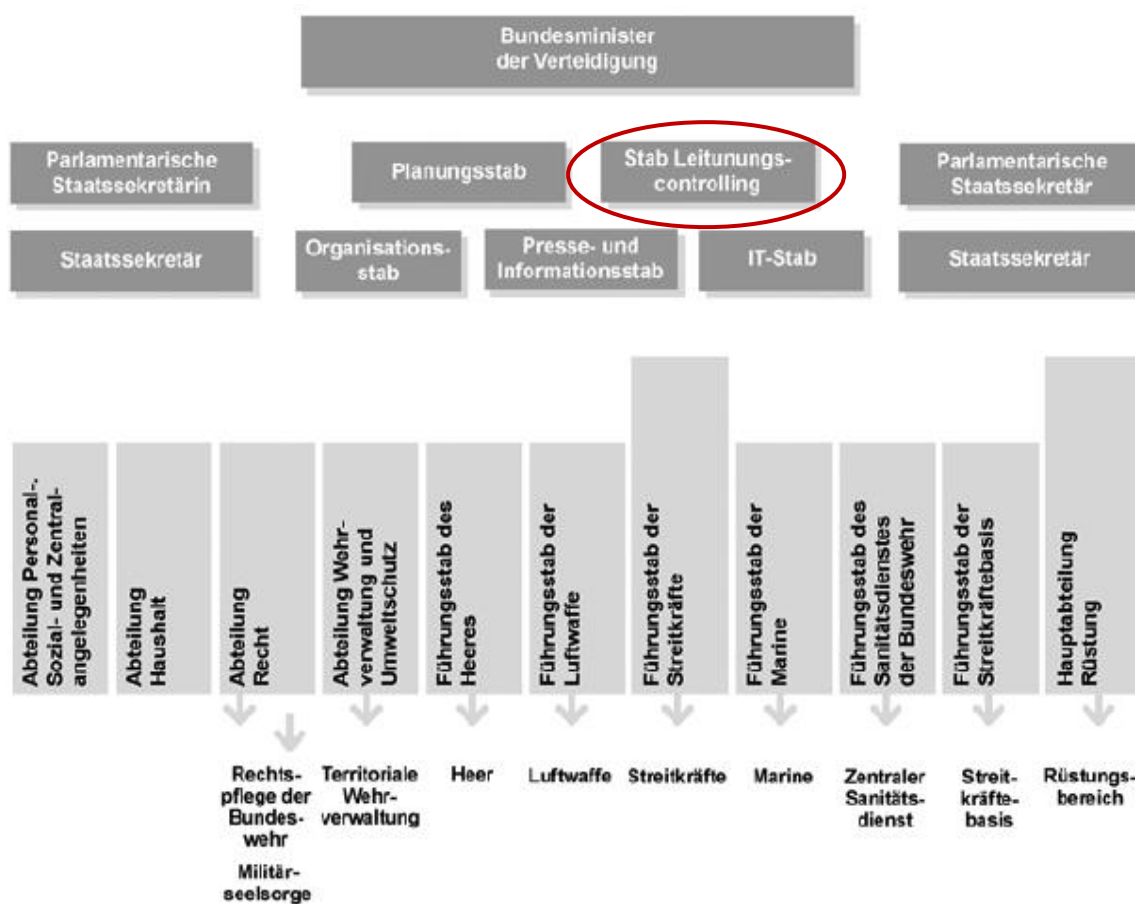 Bundesminister
der Verteidigung
Parlamentarische
Staatssekretärin
Planungsstab
Stab Leitunungs-
controlling
Parlamentarische
Staatssekretär
Staatssekretär
Organisations-
stab
Presse- und
Informationsstab
IT-Stab
Staatssekretär
Abteilung Personal-.
Sozial- und Zentral-
angelegenheiten
Abteilung
Haushalt
Abteilung
Recht
Abteilung Wehr-
verwaltung und
Umweltschutz
Führungsstab des
Heeres
Führungsstab der
Luftwaffe
Führungsstab der
Streitkräfte
Führungsstab der
Marine
Führungsstab des
Sanitätsdienstes
der Bundeswehr
Führungsstab der
Streitkräftebasis
Hauptabteilung
Rüstung
Rechts-
pflege der
Bundes-
wehr
Militär-
seelsorge
Territoriale
Wehr-
verwaltung
Heer
Luftwaffe
Streitkräfte
Marine
Zentraler
Sanitäts-
dienst
Streit-
kräfte-
basis
Rüstungs-
bereich